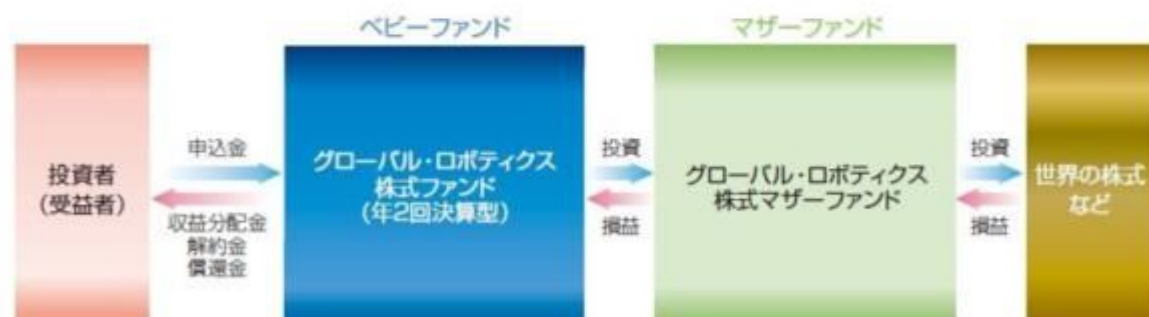 ベビーファンド
マザーファンド
投資者
(受益者)
申込金
収益分配金
解約金
償還金
グローバル・ロボティクス
株式ファンド
(年2回決算型)
投資
損益
グローバル・ロボティクス
株式マザーファンド
投資
損益
世界の株式
など